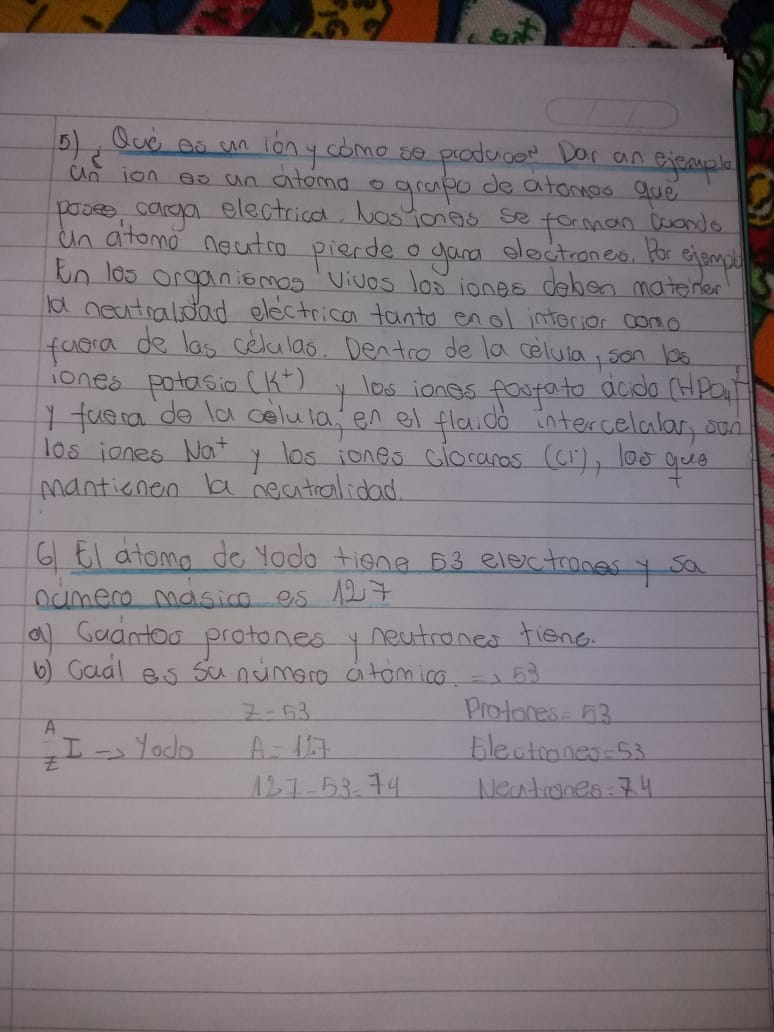 5) ¿Qué es un ión y cómo se produce? Dar un ejemplo
un ion es un átomo o grupo de átomos que
posee carga electrica. Los iones se forman cuando
un átomo neutro pierde o gana electrones. Por ejemplo
En los organismos vivos los iones deben matener
la neutralidad eléctrica tanto en el interior como
fuera de las células. Dentro de la célula, son los
iones potasio (K⁺) y los iones fosfato ácido (HPO₄
y fuera de la célula, en el fluido intercelular, son
los iones Na⁺ y los iones cloruros (Cl⁻), los que
mantienen la neutralidad.
6) El átomo de Yodo tiene 53 electrones y su
número másico es 127
a) Cuántos protones y neutrones tiene.
b) Cuál es su número atómico. => 53
Z = 53 Protones = 53
A
Z I -> Yodo A = 127 Electrones = 53
127 - 53 = 74 Neutrones = 74